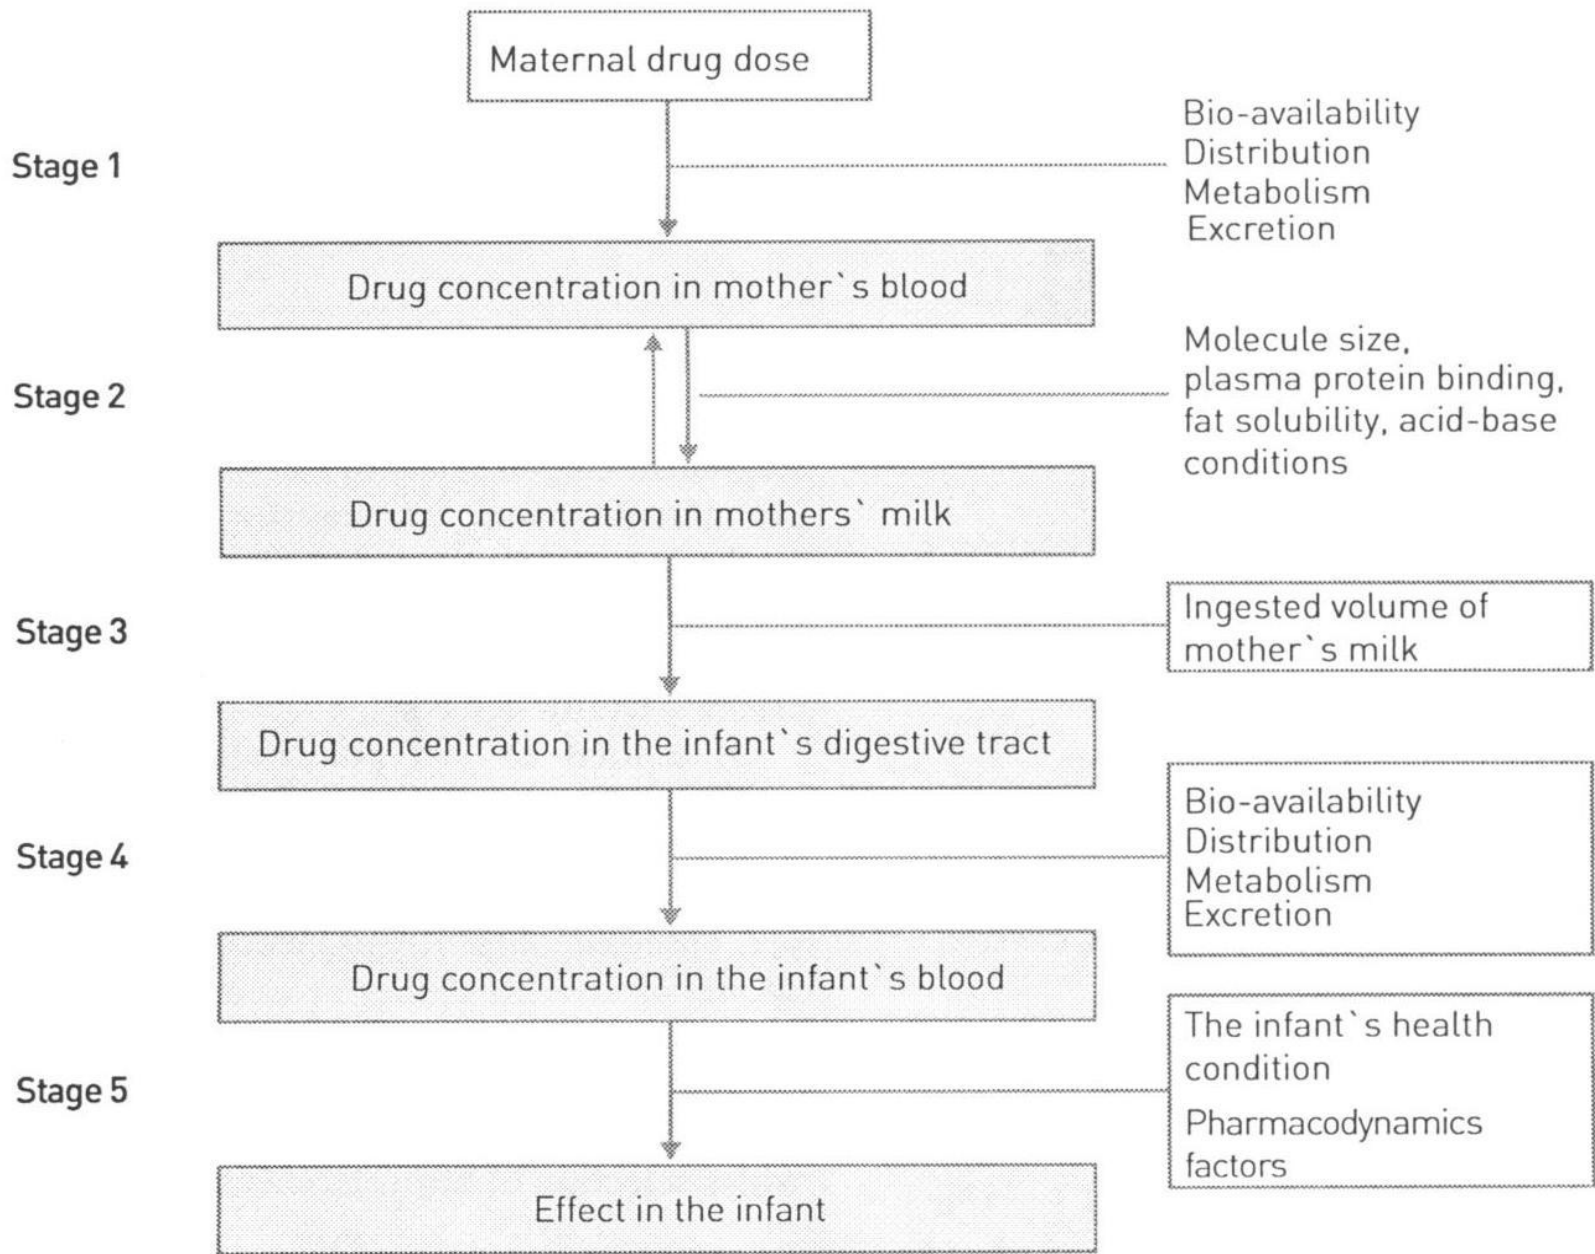 Maternal drug dose
Stage 1
Bio-availability
Distribution
Metabolism
Excretion
Drug concentration in mother`s blood
Stage 2
Molecule size,
plasma protein binding,
fat solubility, acid-base
conditions
Drug concentration in mothers` milk
Stage 3
Ingested volume of
mother`s milk
Drug concentration in the infant`s digestive tract
Stage 4
Bio-availability
Distribution
Metabolism
Excretion
Drug concentration in the infant`s blood
Stage 5
The infant`s health
condition
Pharmacodynamics
factors
Effect in the infant